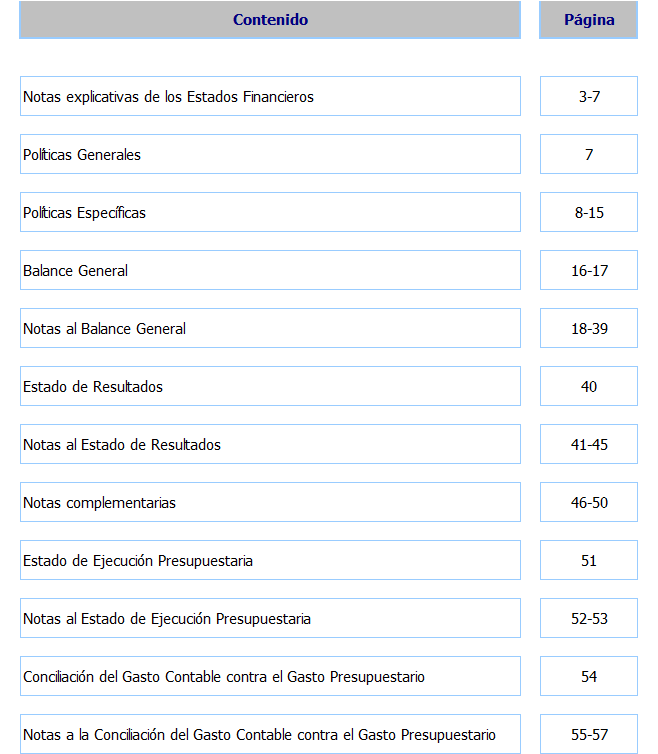 Contenido Página
Notas explicativas de los Estados Financieros 3-7
Políticas Generales 7
Políticas Específicas 8-15
Balance General 16-17
Notas al Balance General 18-39
Estado de Resultados 40
Notas al Estado de Resultados 41-45
Notas complementarias 46-50
Estado de Ejecución Presupuestaria 51
Notas al Estado de Ejecución Presupuestaria 52-53
Conciliación del Gasto Contable contra el Gasto Presupuestario 54
Notas a la Conciliación del Gasto Contable contra el Gasto Presupuestario 55-57